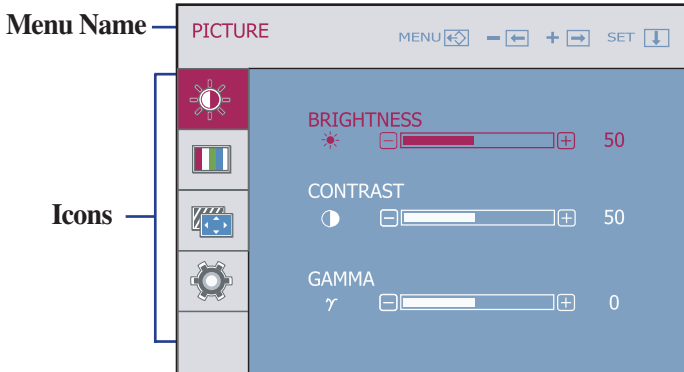 Menu Name
PICTURE
MENU - + SET
Icons
BRIGHTNESS
- + 50
CONTRAST
- + 50
GAMMA
γ - + 0